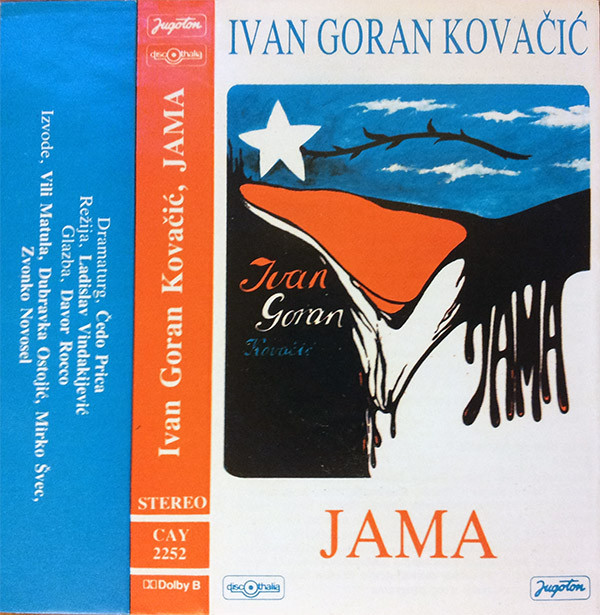 Dramaturg, Čedo Prica
Režija, Ladislav Vindakijević
Glazba, Davor Rocco
Izvode, Vili Matula, Dubravka Ostojić, Mirko Švec,
Zvonko Novosel
Jugoton
discothalia
Ivan Goran Kovačić, JAMA
STEREO
CAY
2252
Dolby B
IVAN GORAN KOVAČIĆ
Ivan
Goran
Kovačić
JAMA
JAMA
discothalia
Jugoton